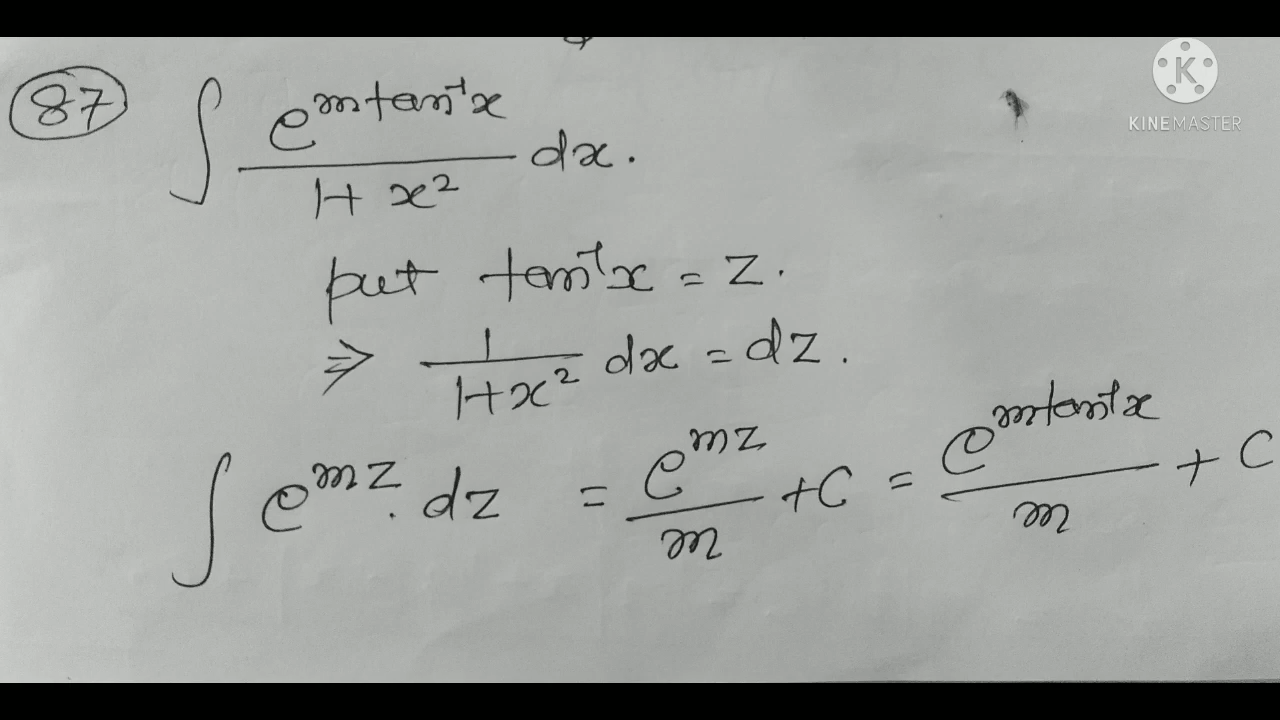 KINEMASTER
87 ∫ e^(m tan⁻¹x) / (1+x²) dx.
put tan⁻¹x = z.
⇒ 1/(1+x²) dx = dz.
∫ e^(mz) . dz = e^(mz)/m + C = e^(m tan⁻¹x)/m + C